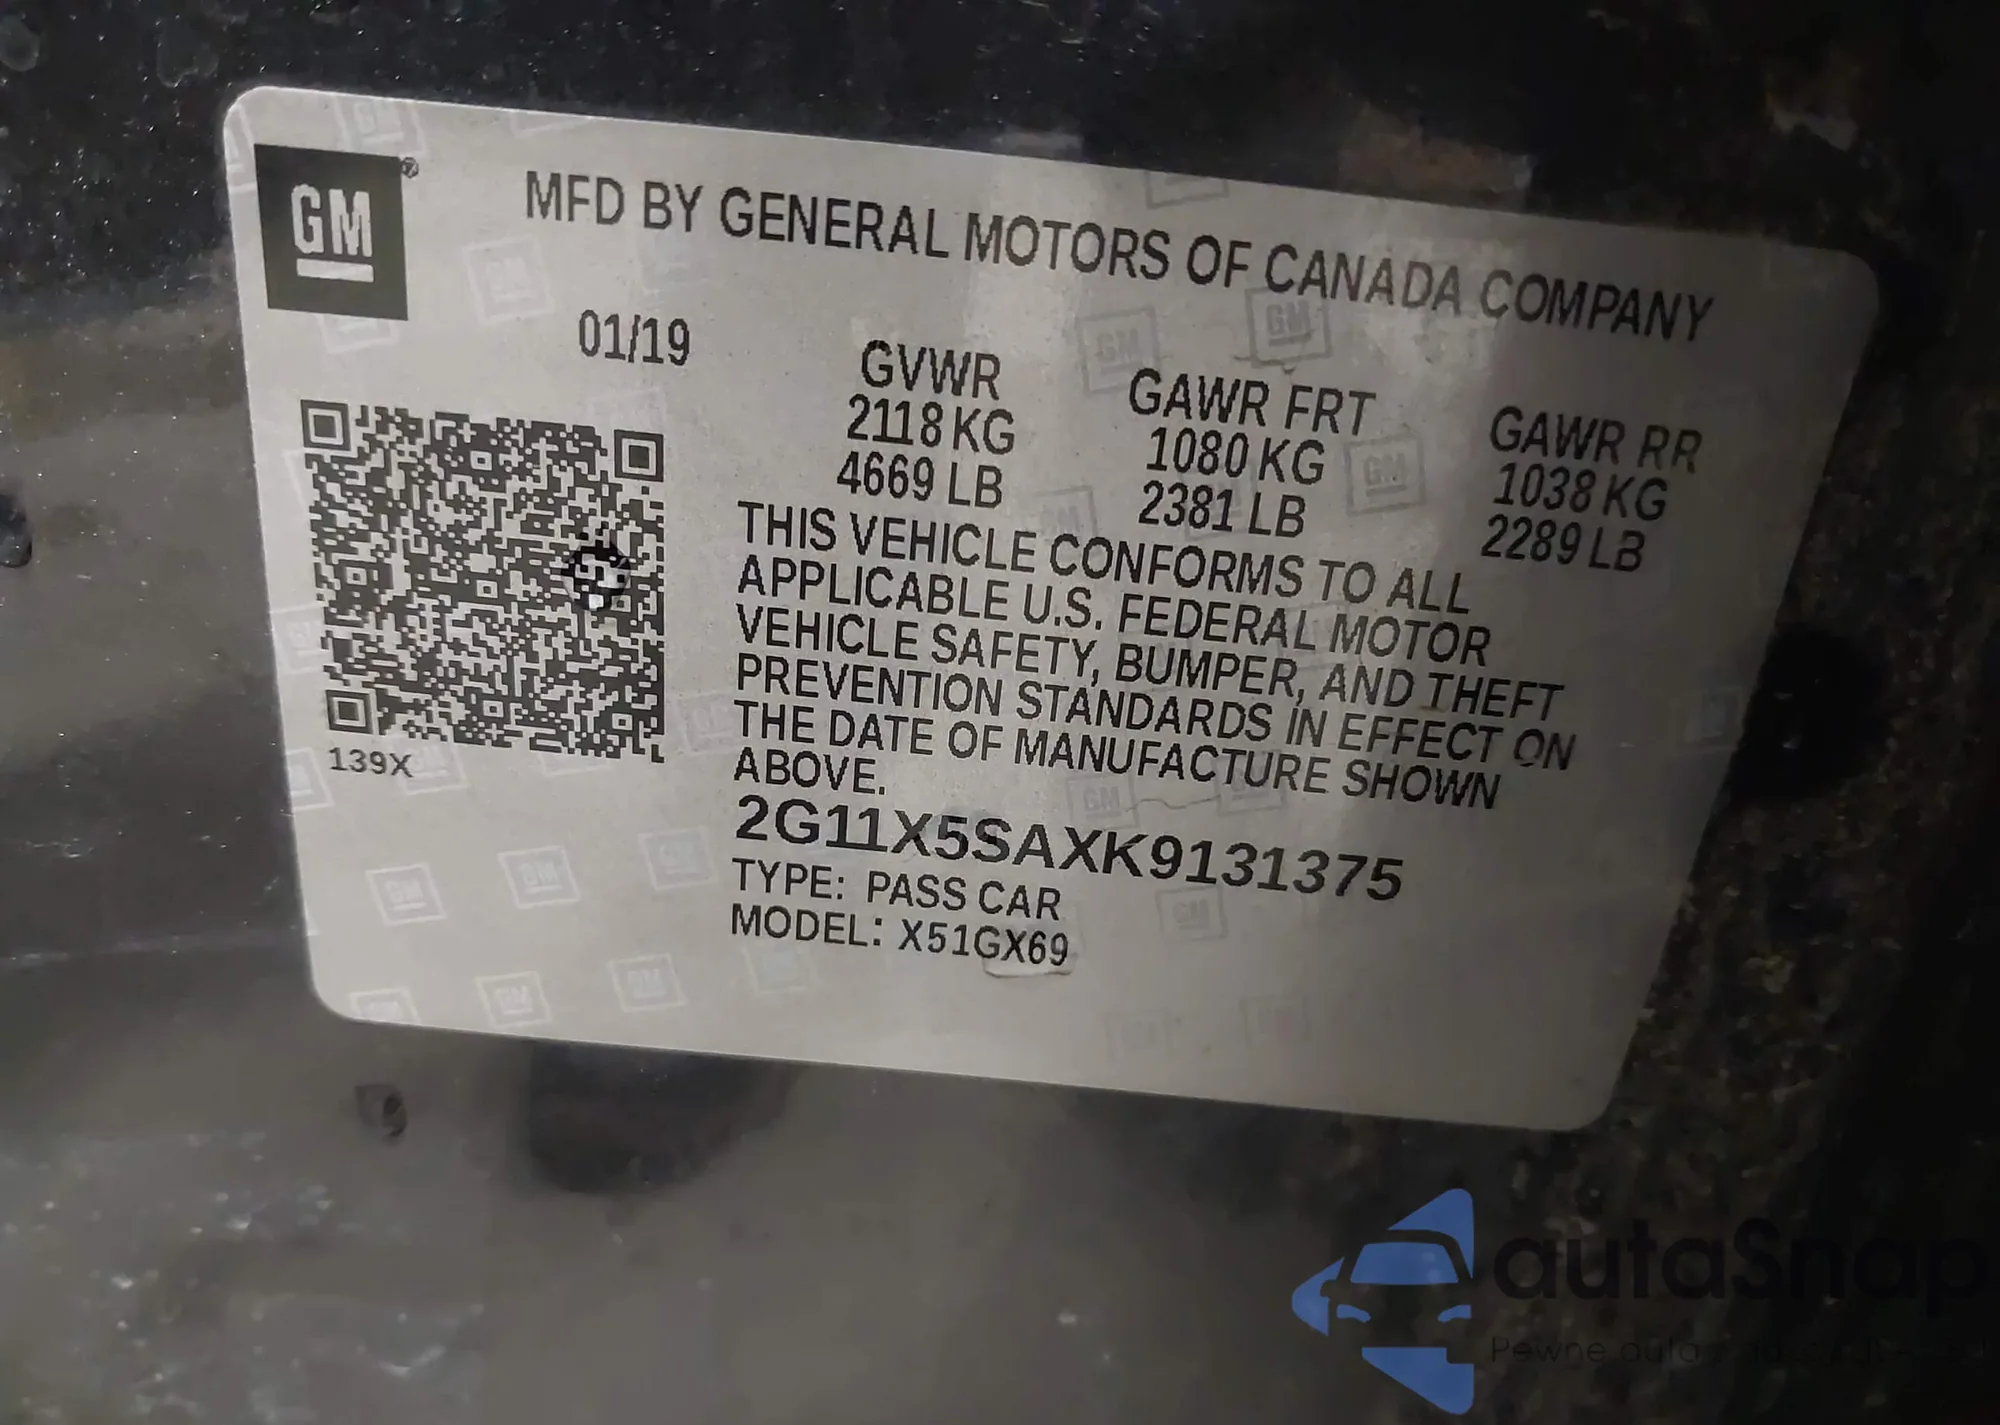 GM
MFD BY GENERAL MOTORS OF CANADA COMPANY
01/19
GVWR
2118 KG
4669 LB
GAWR FRT
1080 KG
2381 LB
GAWR RR
1038 KG
2289 LB
THIS VEHICLE CONFORMS TO ALL
APPLICABLE U.S. FEDERAL MOTOR
VEHICLE SAFETY, BUMPER, AND THEFT
PREVENTION STANDARDS IN EFFECT ON
THE DATE OF MANUFACTURE SHOWN
ABOVE.
2G11X5SAXK9131375
TYPE: PASS CAR
MODEL: X51GX69
139X
autaSnap
Pewne auta